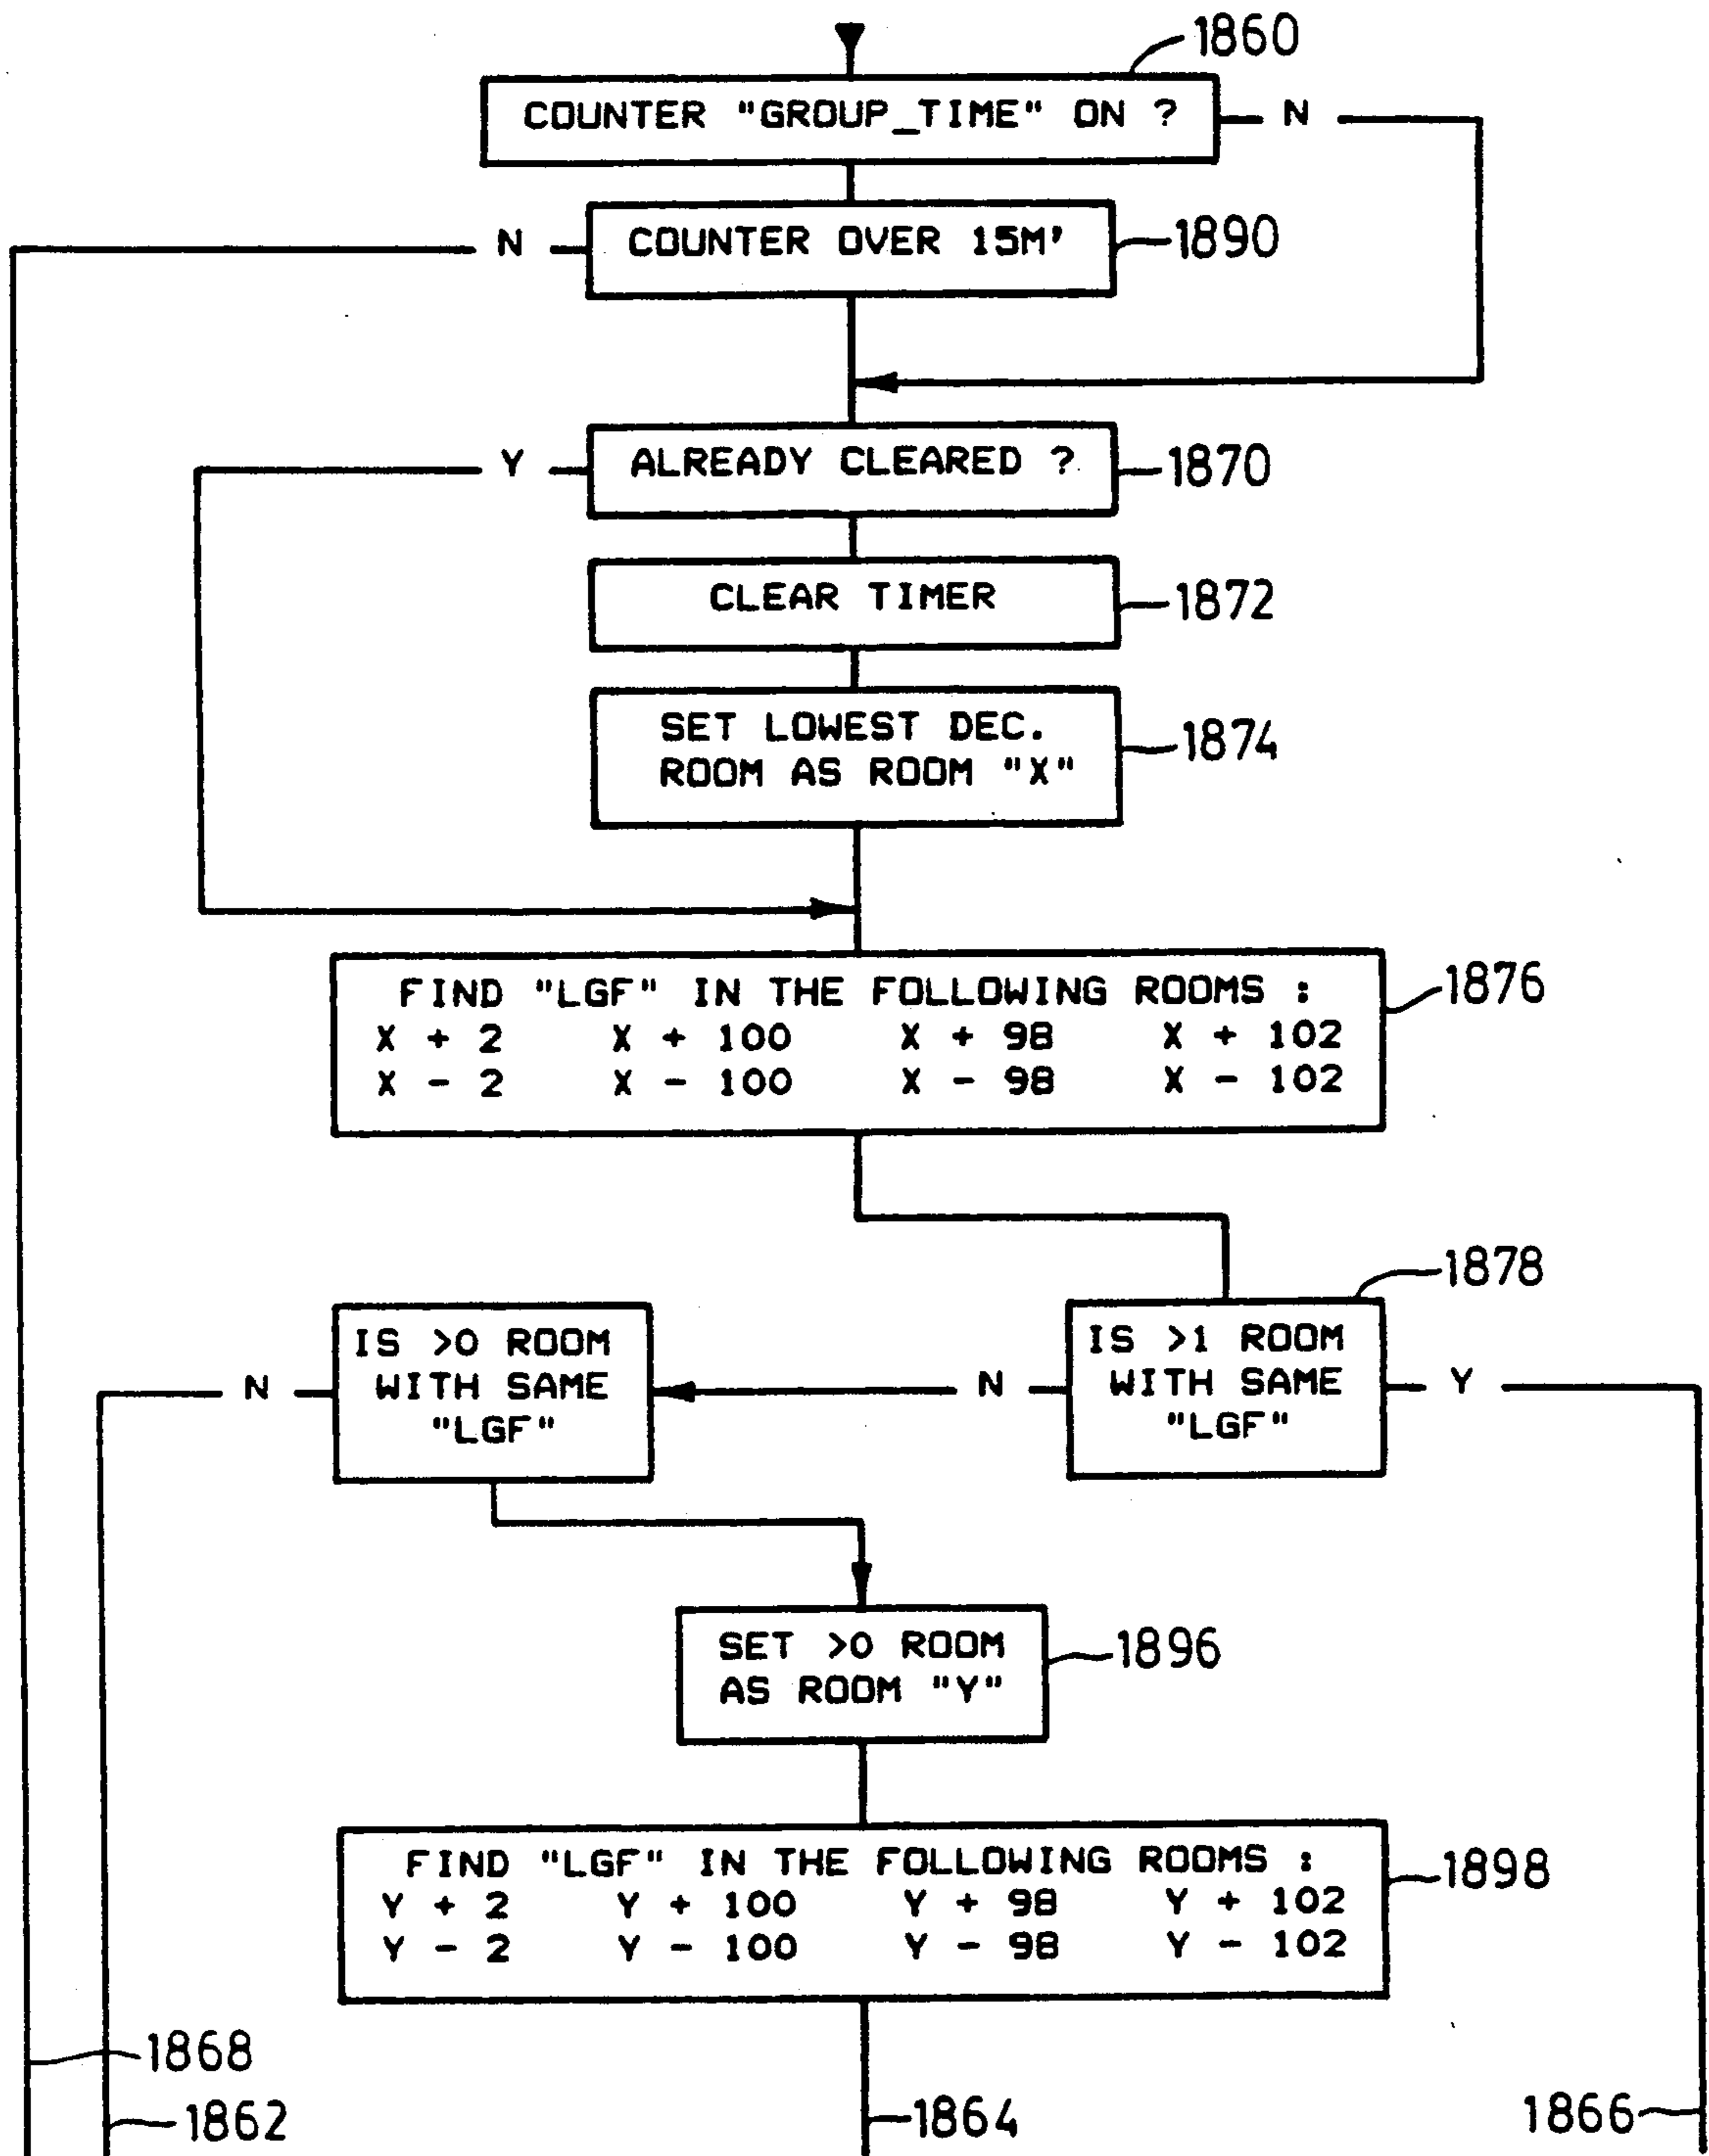 1860
COUNTER "GROUP_TIME" ON ? N
N COUNTER OVER 15M' 1890
Y ALREADY CLEARED ? 1870
CLEAR TIMER 1872
SET LOWEST DEC.
ROOM AS ROOM "X"
1874
FIND "LGF" IN THE FOLLOWING ROOMS :
X + 2 X + 100 X + 98 X + 102
X - 2 X - 100 X - 98 X - 102
1876
1878
N
IS >0 ROOM
WITH SAME
"LGF"
N
IS >1 ROOM
WITH SAME
"LGF"
Y
SET >0 ROOM
AS ROOM "Y"
1896
FIND "LGF" IN THE FOLLOWING ROOMS :
Y + 2 Y + 100 Y + 98 Y + 102
Y - 2 Y - 100 Y - 98 Y - 102
1898
1868
1862
1864
1866